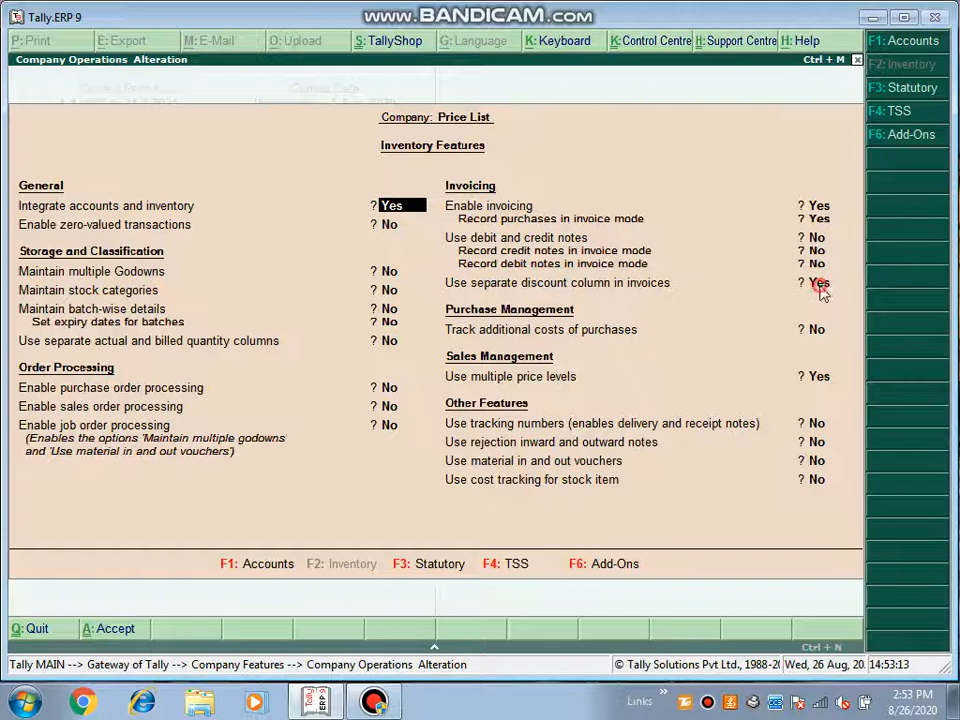 www.BANDICAM.com
Tally.ERP 9
P: Print E: Export M: E-Mail O: Upload S: TallyShop G: Language K: Keyboard K: Control Centre H: Support Centre H: Help
F1: Accounts
F2: Inventory
F3: Statutory
F4: TSS
F6: Add-Ons
Company Operations Alteration Ctrl + M
Current Period Current Date
Company: Price List
Inventory Features
General
Integrate accounts and inventory ? Yes
Enable zero-valued transactions ? No
Storage and Classification
Maintain multiple Godowns ? No
Maintain stock categories ? No
Maintain batch-wise details ? No
Set expiry dates for batches ? No
Use separate actual and billed quantity columns ? No
Order Processing
Enable purchase order processing ? No
Enable sales order processing ? No
Enable job order processing ? No
(Enables the options 'Maintain multiple godowns'
and 'Use material in and out vouchers')
Invoicing
Enable invoicing ? Yes
Record purchases in invoice mode ? Yes
Use debit and credit notes ? No
Record credit notes in invoice mode ? No
Record debit notes in invoice mode ? No
Use separate discount column in invoices ? Yes
Purchase Management
Track additional costs of purchases ? No
Sales Management
Use multiple price levels ? Yes
Other Features
Use tracking numbers (enables delivery and receipt notes) ? No
Use rejection inward and outward notes ? No
Use material in and out vouchers ? No
Use cost tracking for stock item ? No
F1: Accounts F2: Inventory F3: Statutory F4: TSS F6: Add-Ons
Q: Quit A: Accept
Ctrl + N
Tally MAIN --> Gateway of Tally --> Company Features --> Company Operations Alteration © Tally Solutions Pvt Ltd., 1988-20 Wed, 26 Aug, 20 14:53:13
Links » 2:53 PM
8/26/2020